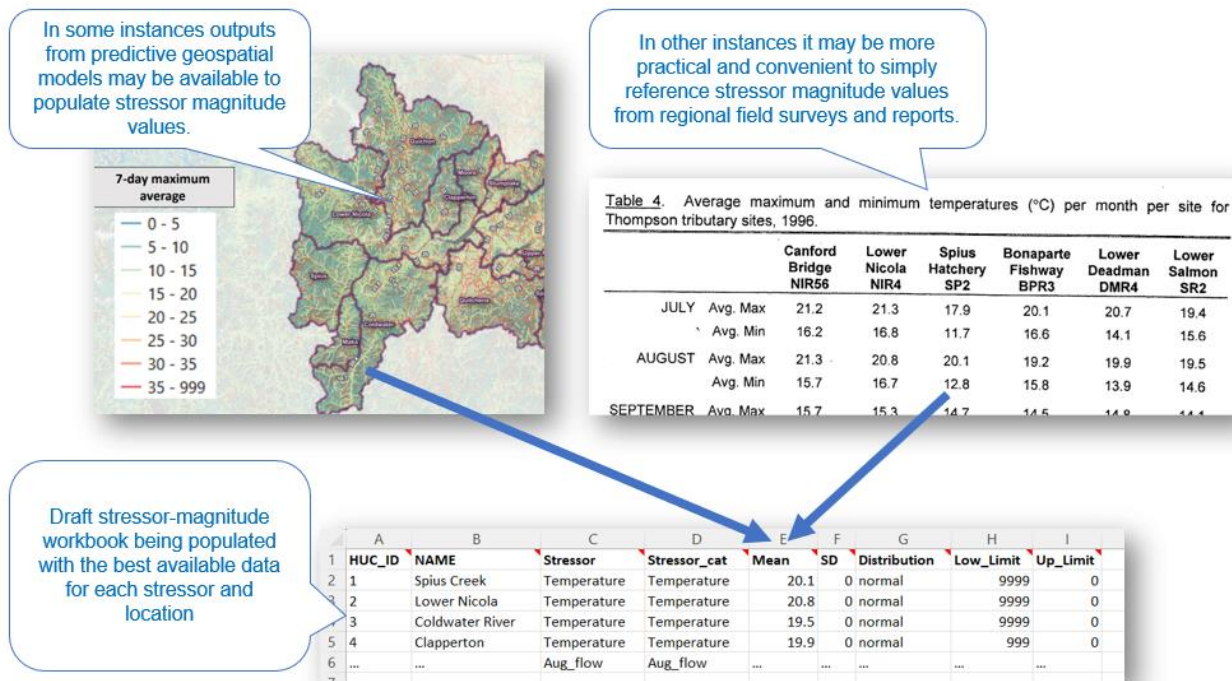 In some instances outputs
from predictive geospatial
models may be available to
populate stressor magnitude
values.
In other instances it may be more
practical and convenient to simply
reference stressor magnitude values
from regional field surveys and reports.
7-day maximum
average
0 - 5
5 - 10
10 - 15
15 - 20
20 - 25
25 - 30
30 - 35
35 - 999
Guichon
Moore
Clapperton
Lower Nicola
Spius
Coldwater
Maka
Table 4. Average maximum and minimum temperatures (°C) per month per site for
Thompson tributary sites, 1996.
Canford Bridge NIR56 Lower Nicola NIR4 Spius Hatchery SP2 Bonaparte Fishway BPR3 Lower Deadman DMR4 Lower Salmon SR2
JULY Avg. Max 21.2 21.3 17.9 20.1 20.7 19.4
Avg. Min 16.2 16.8 11.7 16.6 14.1 15.6
AUGUST Avg. Max 21.3 20.8 20.1 19.2 19.9 19.5
Avg. Min 15.7 16.7 12.8 15.8 13.9 14.6
SEPTEMBER Avg. Max 15.7 15.3 14.7 14.5 14.8 14.1
Draft stressor-magnitude
workbook being populated
with the best available data
for each stressor and
location
A B C D E F G H I
1 HUC_ID NAME Stressor Stressor_cat Mean SD Distribution Low_Limit Up_Limit
2 1 Spius Creek Temperature Temperature 20.1 0 normal 9999 0
3 2 Lower Nicola Temperature Temperature 20.8 0 normal 9999 0
4 3 Coldwater River Temperature Temperature 19.5 0 normal 9999 0
5 4 Clapperton Temperature Temperature 19.9 0 normal 999 0
6 ... ... Aug_flow Aug_flow ... ... ... ... ...